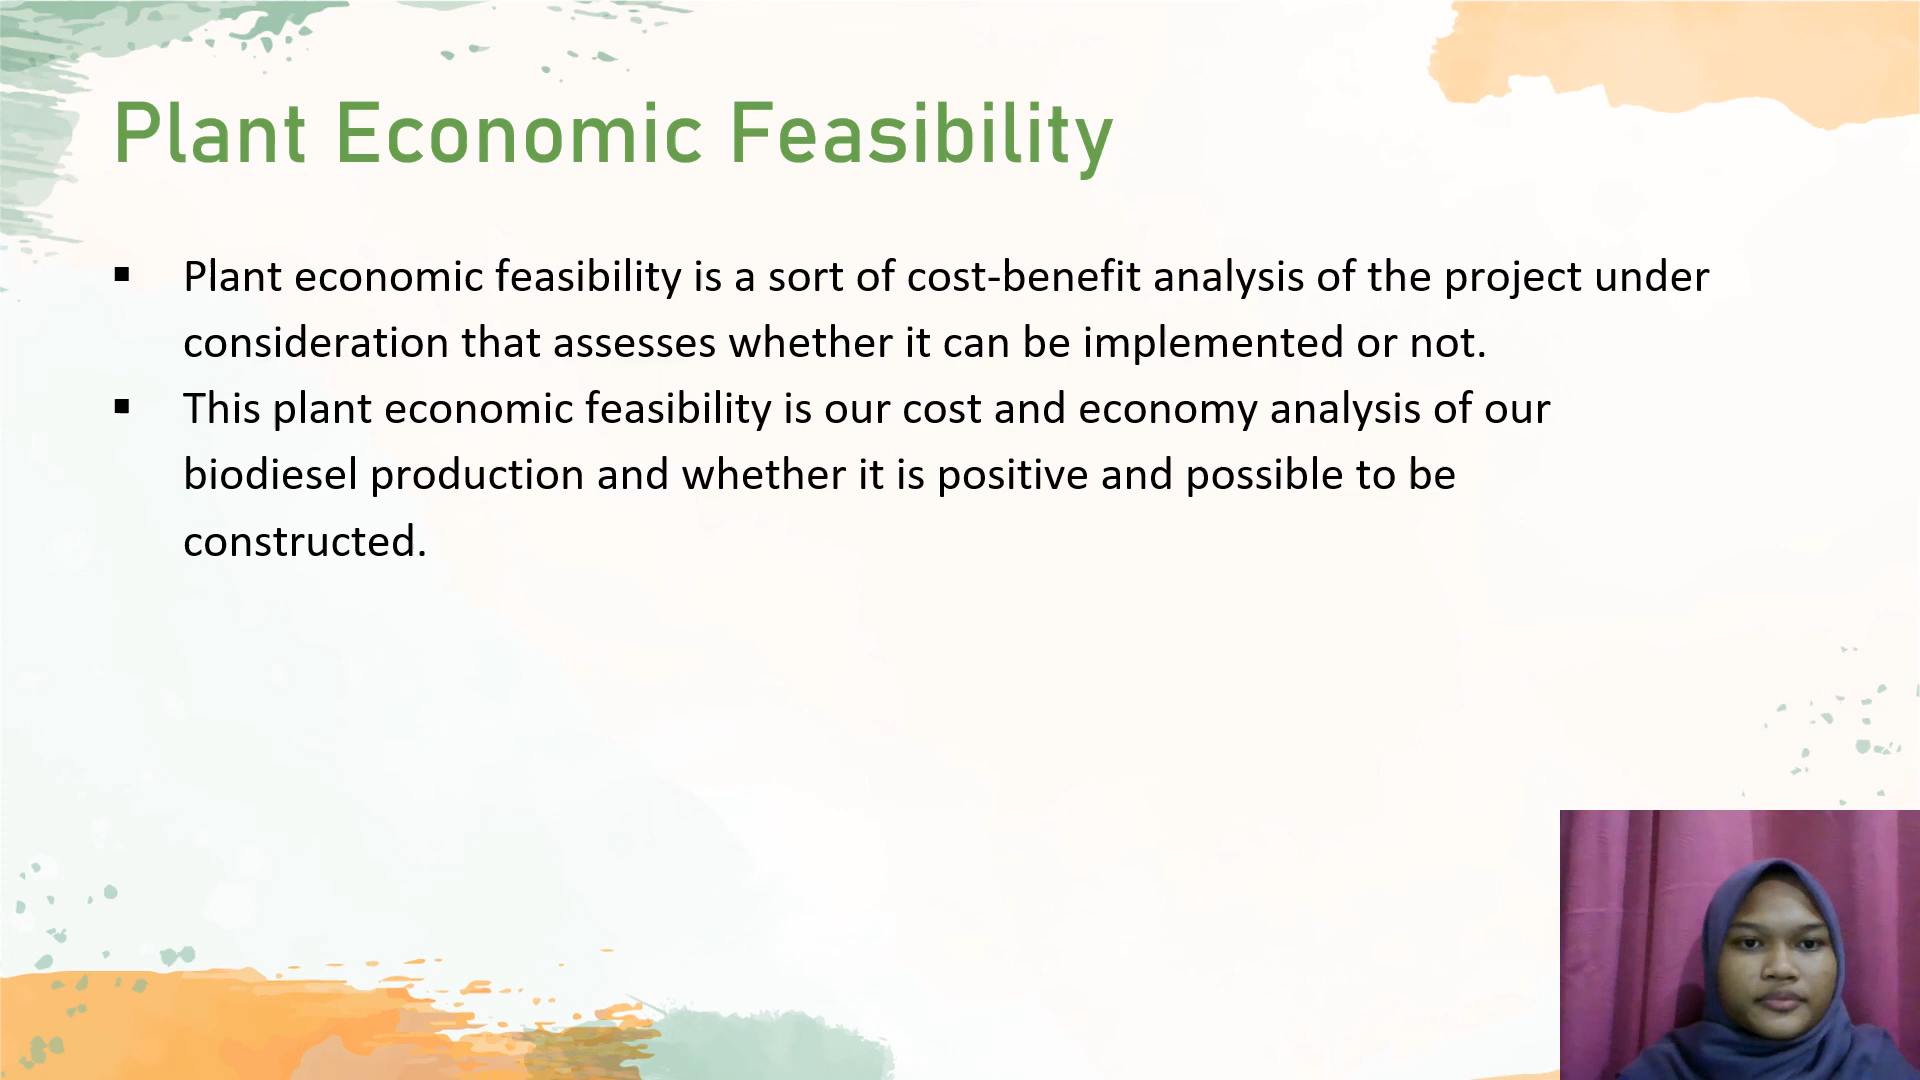 Plant Economic Feasibility
▪ Plant economic feasibility is a sort of cost-benefit analysis of the project under
consideration that assesses whether it can be implemented or not.
▪ This plant economic feasibility is our cost and economy analysis of our
biodiesel production and whether it is positive and possible to be
constructed.